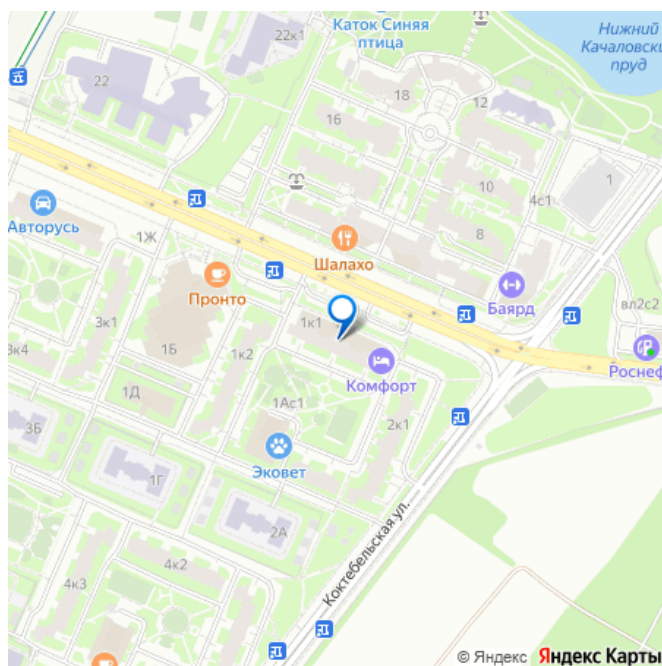 22к1
Каток Синяя
птица
Нижний
Качаловски
пруд
22
18
12
16
10
1
4с1
Авторусь
1Ж
8
Шалахо
Пронто
Баярд
вл2с2
3к1
1к1
Роснеф
3к4
1Б
1к2
Комфорт
1Д
1Ас1
2к1
3Б
Эковет
1Г
2А
Коктебельская ул.
4к2
4к3
© Яндекс Яндекс Карты